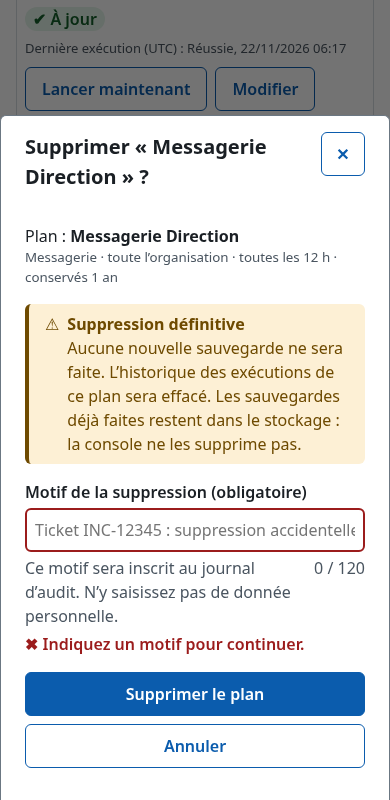 ✔ À jour
Dernière exécution (UTC) : Réussie, 22/11/2026 06:17
Lancer maintenant
Modifier
Supprimer « Messagerie
Direction » ?
×
Plan : Messagerie Direction
Messagerie · toute l’organisation · toutes les 12 h ·
conservés 1 an
⚠ Suppression définitive
Aucune nouvelle sauvegarde ne sera
faite. L’historique des exécutions de
ce plan sera effacé. Les sauvegardes
déjà faites restent dans le stockage :
la console ne les supprime pas.
Motif de la suppression (obligatoire)
Ticket INC-12345 : suppression accidentelle
Ce motif sera inscrit au journal
d’audit. N’y saisissez pas de donnée
personnelle.
0 / 120
✖ Indiquez un motif pour continuer.
Supprimer le plan
Annuler